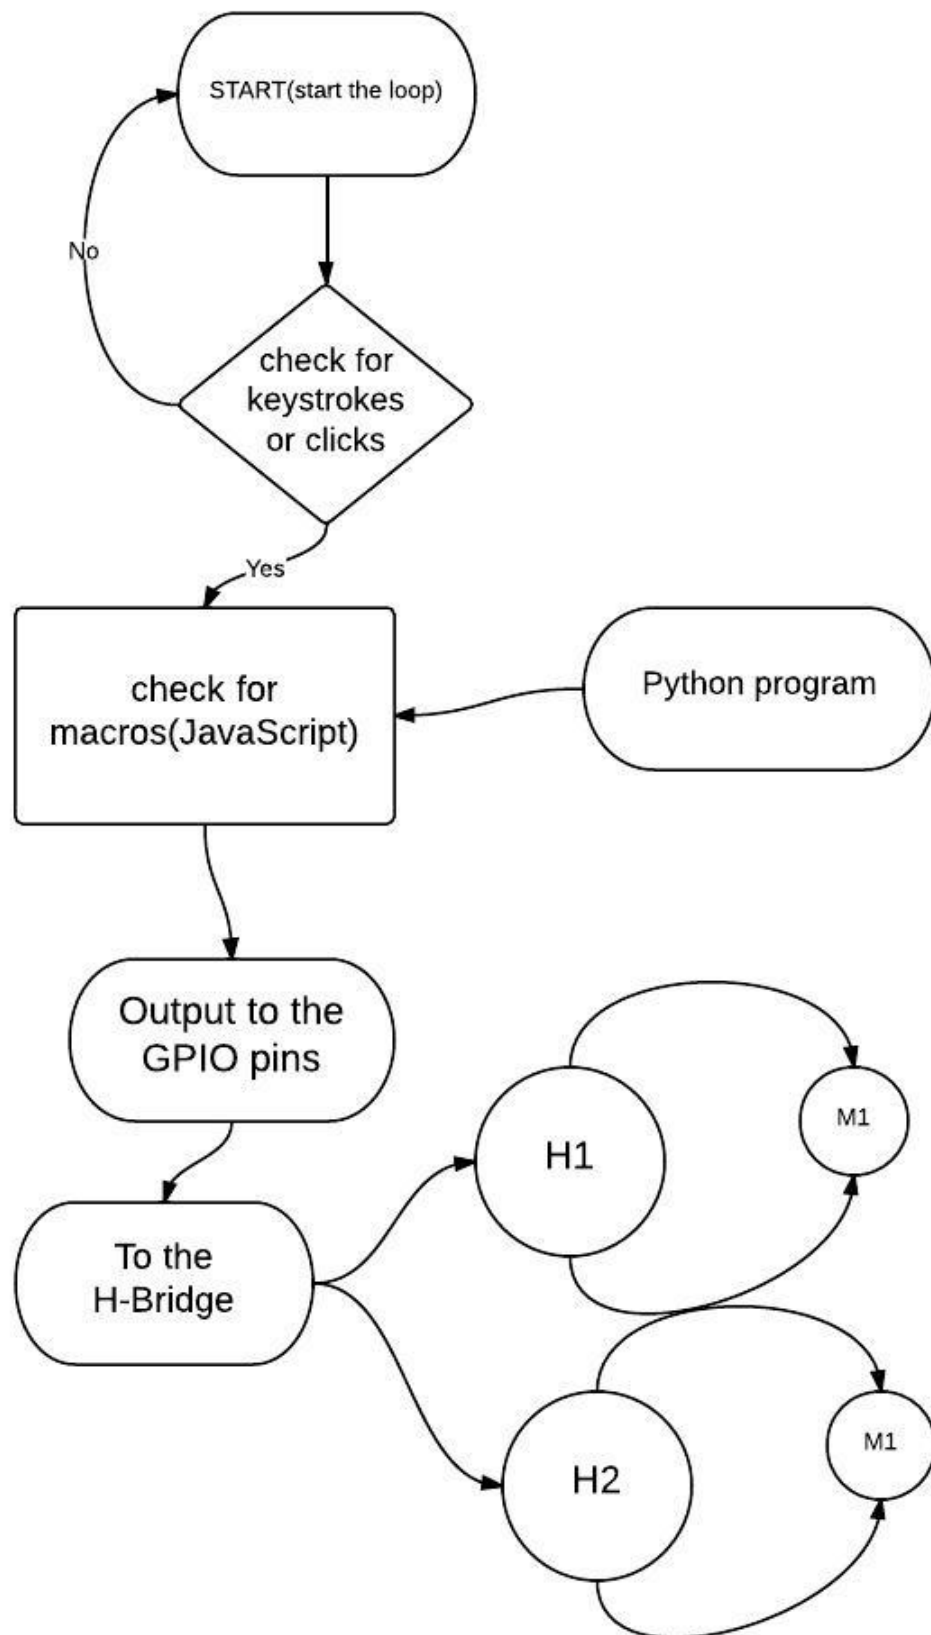 START(start the loop)
No
check for
keystrokes
or clicks
Yes
check for
macros(JavaScript)
Python program
Output to the
GPIO pins
H1
M1
To the
H-Bridge
H2
M1